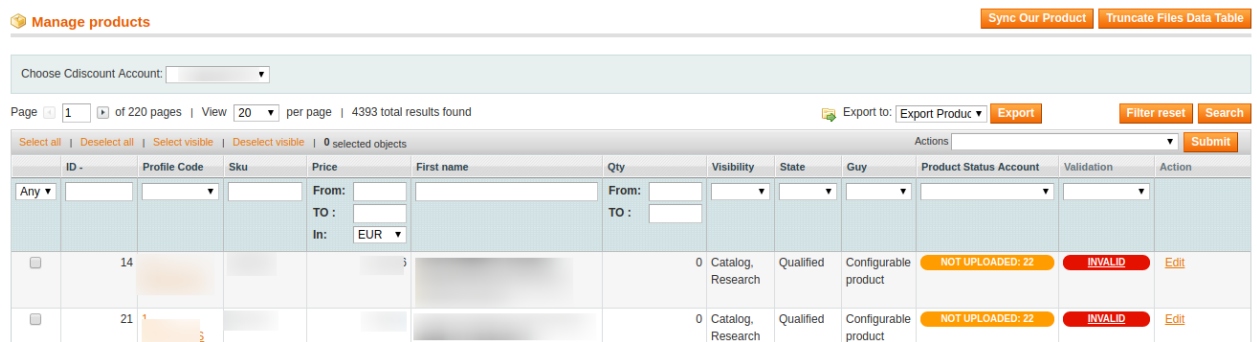 Manage products
Sync Our Product
Truncate Files Data Table
Choose Cdiscount Account:
Page 1 of 220 pages | View 20 per page | 4393 total results found
Export to: Export Produc Export
Filter reset Search
Select all | Deselect all | Select visible | Deselect visible | 0 selected objects
Actions Submit
ID - Profile Code Sku Price First name Qty Visibility State Guy Product Status Account Validation Action
Any From: From:
TO : TO :
In: EUR
14 0 Catalog, Qualified Configurable NOT UPLOADED: 22 INVALID Edit
Research product
21 0 Catalog, Qualified Configurable NOT UPLOADED: 22 INVALID Edit
Research product